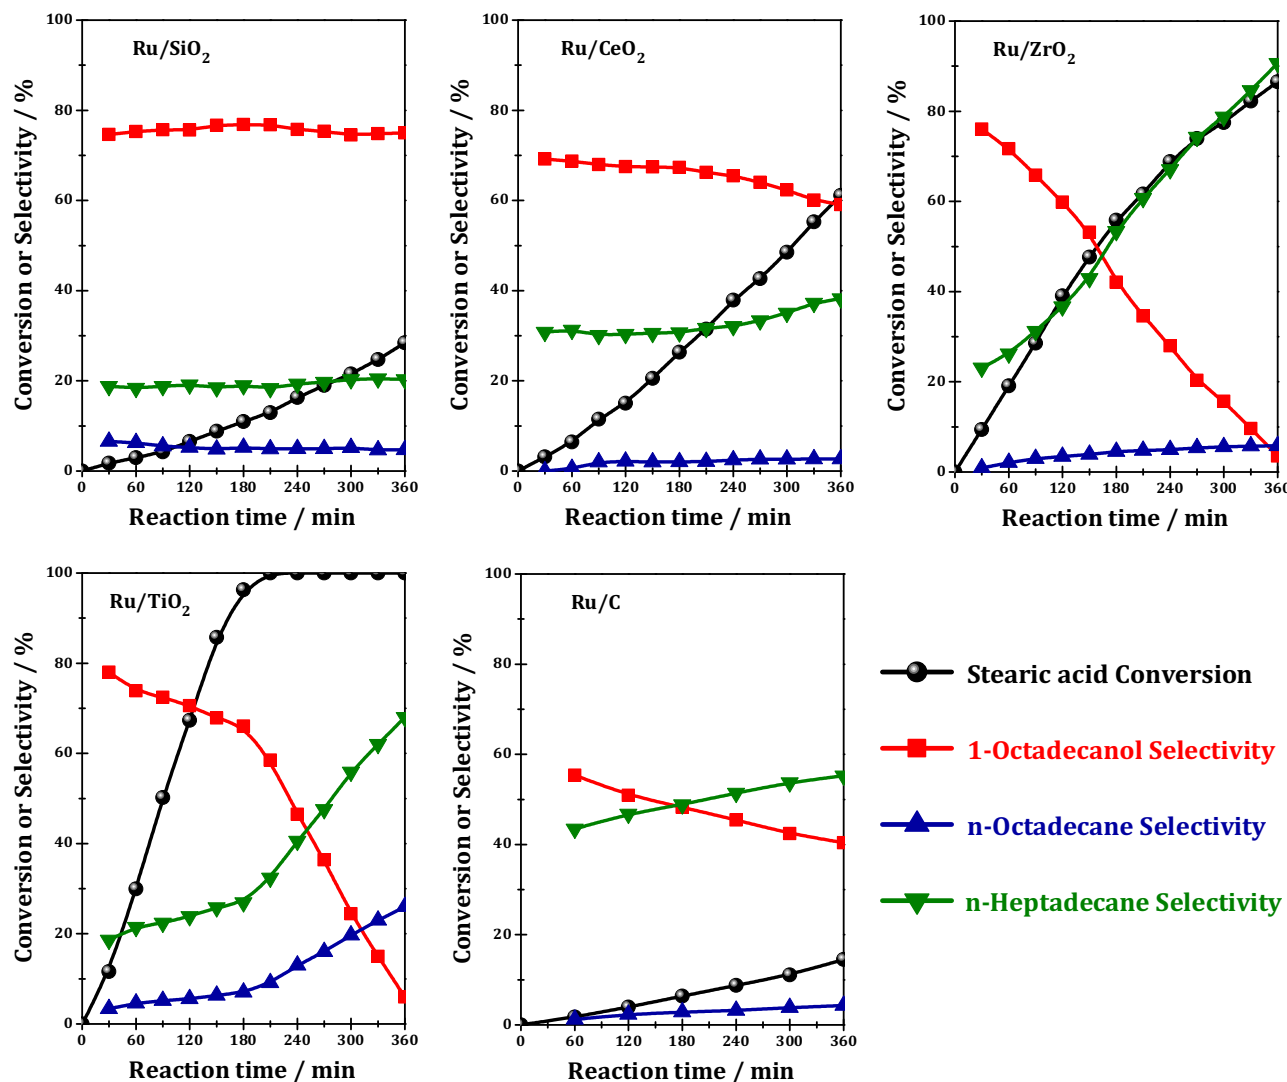 Ru/SiO2
Conversion or Selectivity / %
100
80
60
40
20
0
0 60 120 180 240 300 360
Reaction time / min
Ru/CeO2
Conversion or Selectivity / %
100
80
60
40
20
0
0 60 120 180 240 300 360
Reaction time / min
Ru/ZrO2
Conversion or Selectivity / %
100
80
60
40
20
0
0 60 120 180 240 300 360
Reaction time / min
Ru/TiO2
Conversion or Selectivity / %
100
80
60
40
20
0
0 60 120 180 240 300 360
Reaction time / min
Ru/C
Conversion or Selectivity / %
100
80
60
40
20
0
0 60 120 180 240 300 360
Reaction time / min
Stearic acid Conversion
1-Octadecanol Selectivity
n-Octadecane Selectivity
n-Heptadecane Selectivity